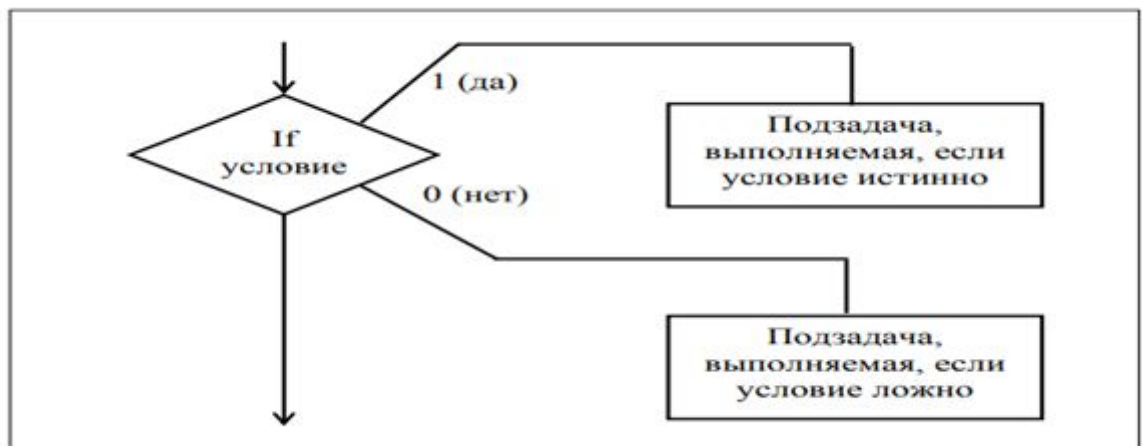 If
условие
1 (да)
Подзадача,
выполняемая, если
условие истинно
0 (нет)
Подзадача,
выполняемая, если
условие ложно